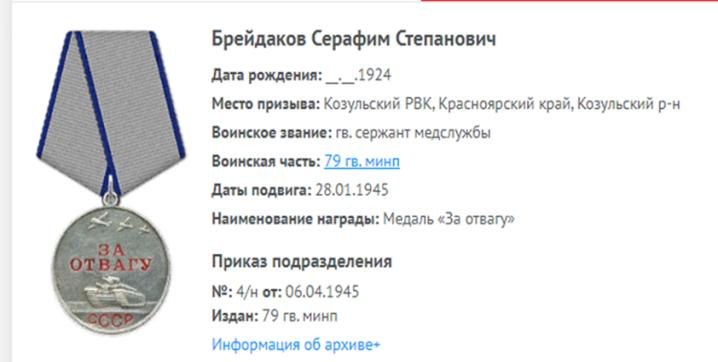 Брейдаков Серафим Степанович
Дата рождения: __.__.1924
Место призыва: Козульский РВК, Красноярский край, Козульский р-н
Воинское звание: гв. сержант медслужбы
Воинская часть: 79 гв. минп
Даты подвига: 28.01.1945
Наименование награды: Медаль «За отвагу»
ЗА
ОТВАГУ
СССР
Приказ подразделения
№: 4/н от: 06.04.1945
Издан: 79 гв. минп
Информация об архиве+